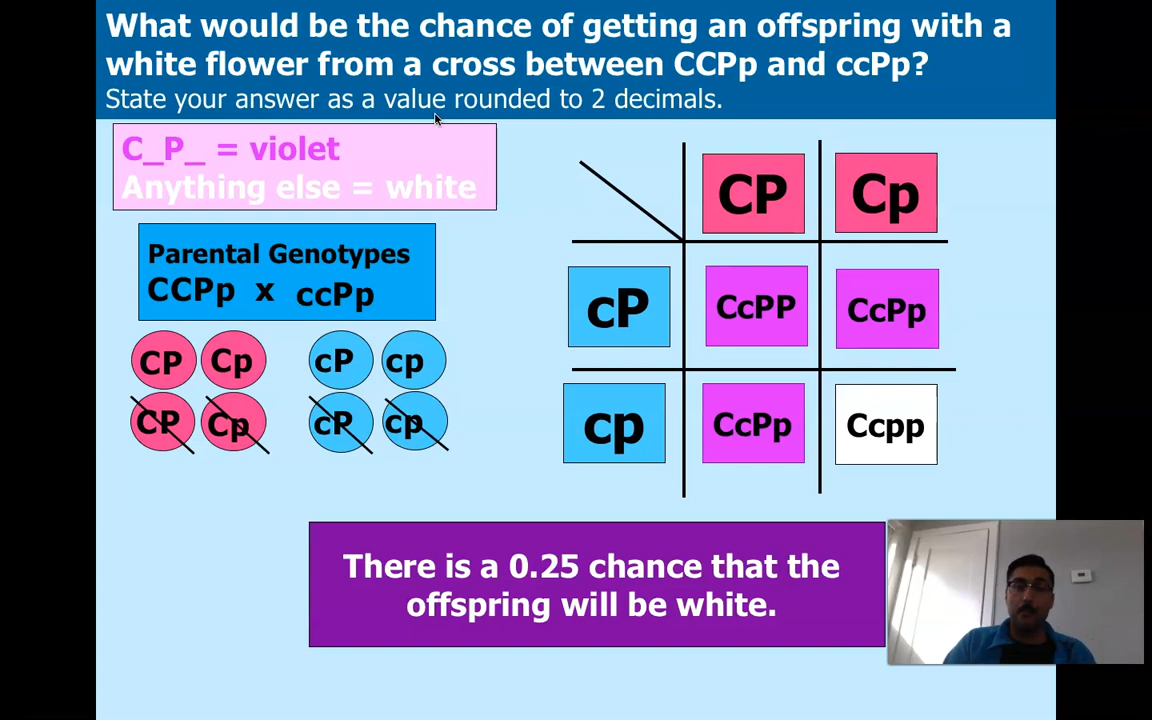 What would be the chance of getting an offspring with a
white flower from a cross between CCPp and ccPp?
State your answer as a value rounded to 2 decimals.
C_P_ = violet
Anything else = white
Parental Genotypes
CCPp x ccPp
CP Cp cP cp
CP Cp cP cp
CP Cp
cP CcPP CcPp
cp CcPp Ccpp
There is a 0.25 chance that the
offspring will be white.